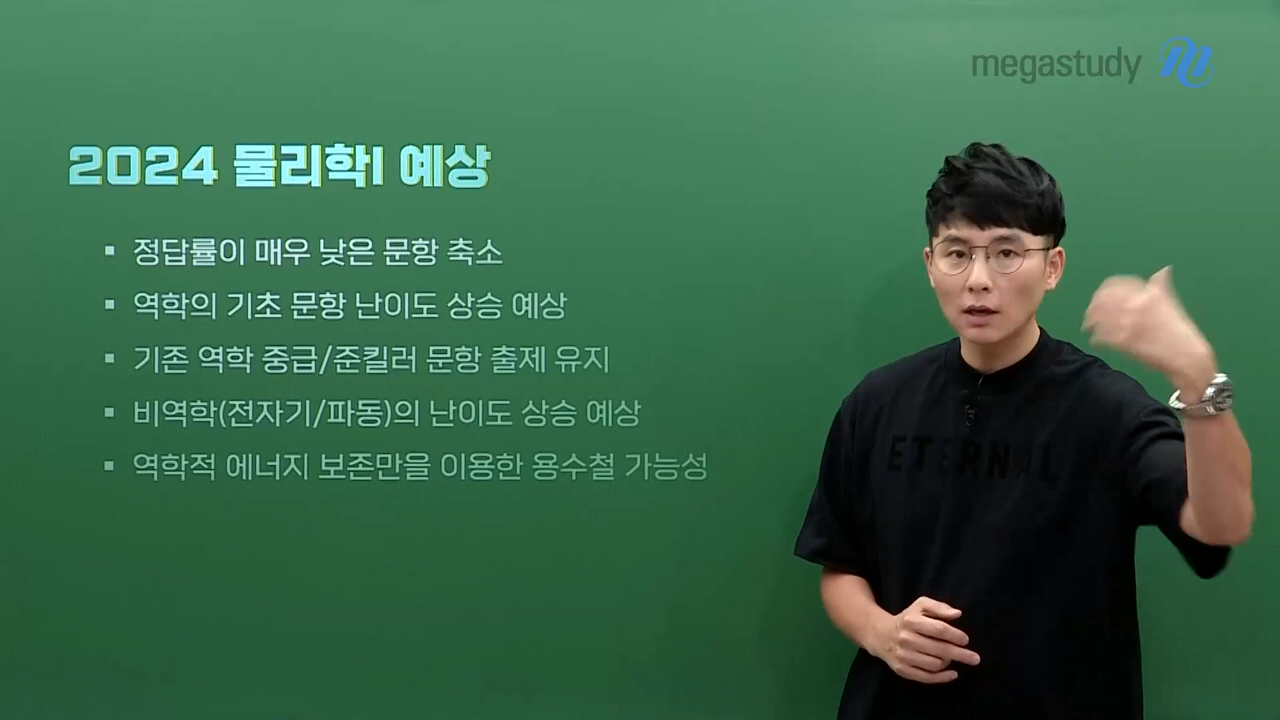 megastudy
2024 물리학I 예상
▪ 정답률이 매우 낮은 문항 축소
▪ 역학의 기초 문항 난이도 상승 예상
▪ 기존 역학 중급/준킬러 문항 출제 유지
▪ 비역학(전자기/파동)의 난이도 상승 예상
▪ 역학적 에너지 보존만을 이용한 용수철 가능성
ETERNAL